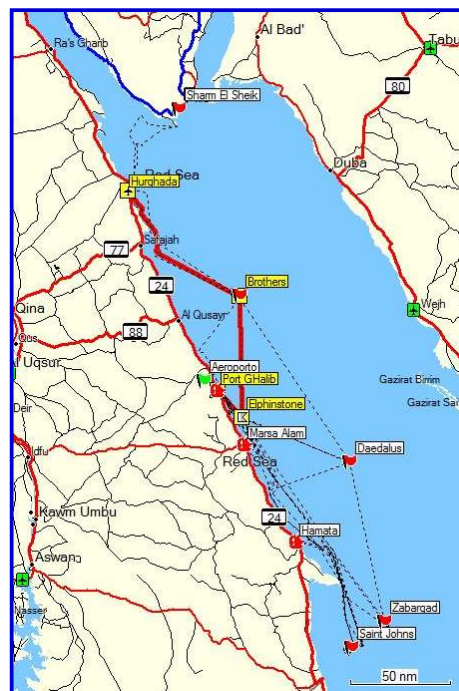 Al Bad'
Tabu
Ra's Gharib
80
Sharm El Sheik
Duba
Red Sea
Hurghada
77
Safajah
24
Brothers
Qina
88
Al Qusayr
Wejh
Qus
Al Uqsur
Aeroporto
Port GHalib
Gazirat Birrim
Gazirat Sa
Deir
Elphinstone
Marsa Alam
Idfu
Red Sea
Daedalus
Kawm Umbu
24
Hamata
Aswan
Nasser
Zabargad
Saint Johns
50 nm